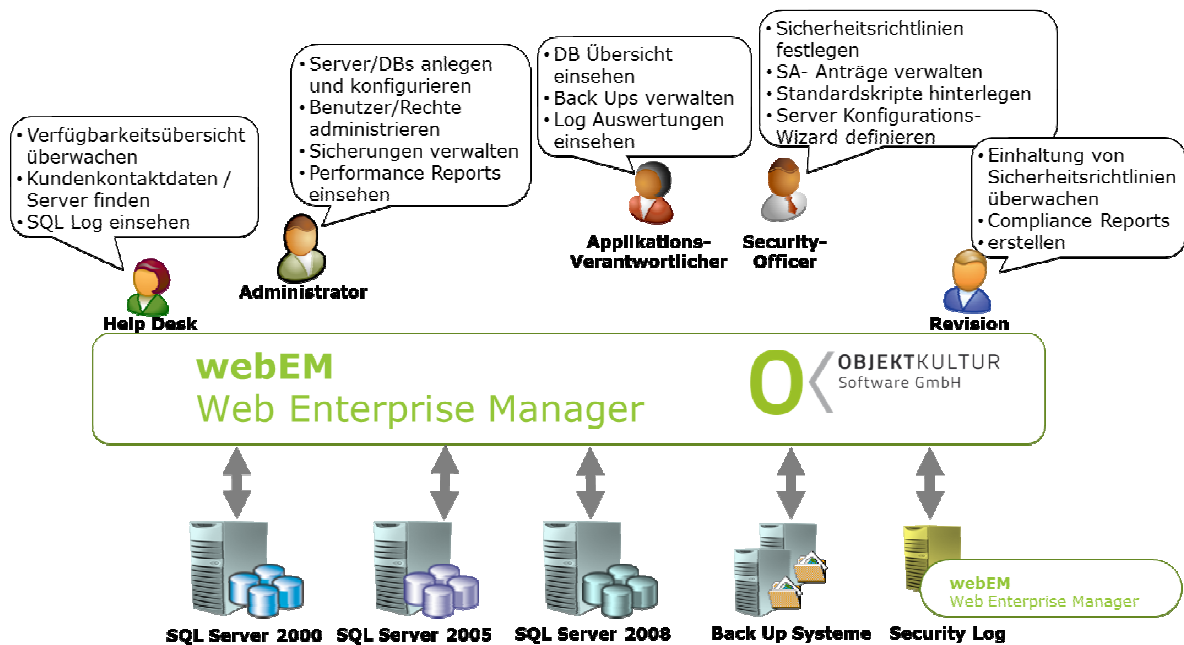 • Verfügbarkeitsübersicht
überwachen
• Kundenkontaktdaten /
Server finden
• SQL Log einsehen
Help Desk
• Server/DBs anlegen
und konfigurieren
• Benutzer/Rechte
administrieren
• Sicherungen verwalten
• Performance Reports
einsehen
Administrator
• DB Übersicht
einsehen
• Back Ups verwalten
• Log Auswertungen
einsehen
Applikations-
Verantwortlicher
• Sicherheitsrichtlinien
festlegen
• SA- Anträge verwalten
• Standardskripte hinterlegen
• Server Konfigurations-
Wizard definieren
Security-
Officer
• Einhaltung von
Sicherheitsrichtlinien
überwachen
• Compliance Reports
• erstellen
Revision
webEM
Web Enterprise Manager
OBJEKTKULTUR
Software GmbH
SQL Server 2000
SQL Server 2005
SQL Server 2008
Back Up Systeme
Security Log
webEM
Web Enterprise Manager